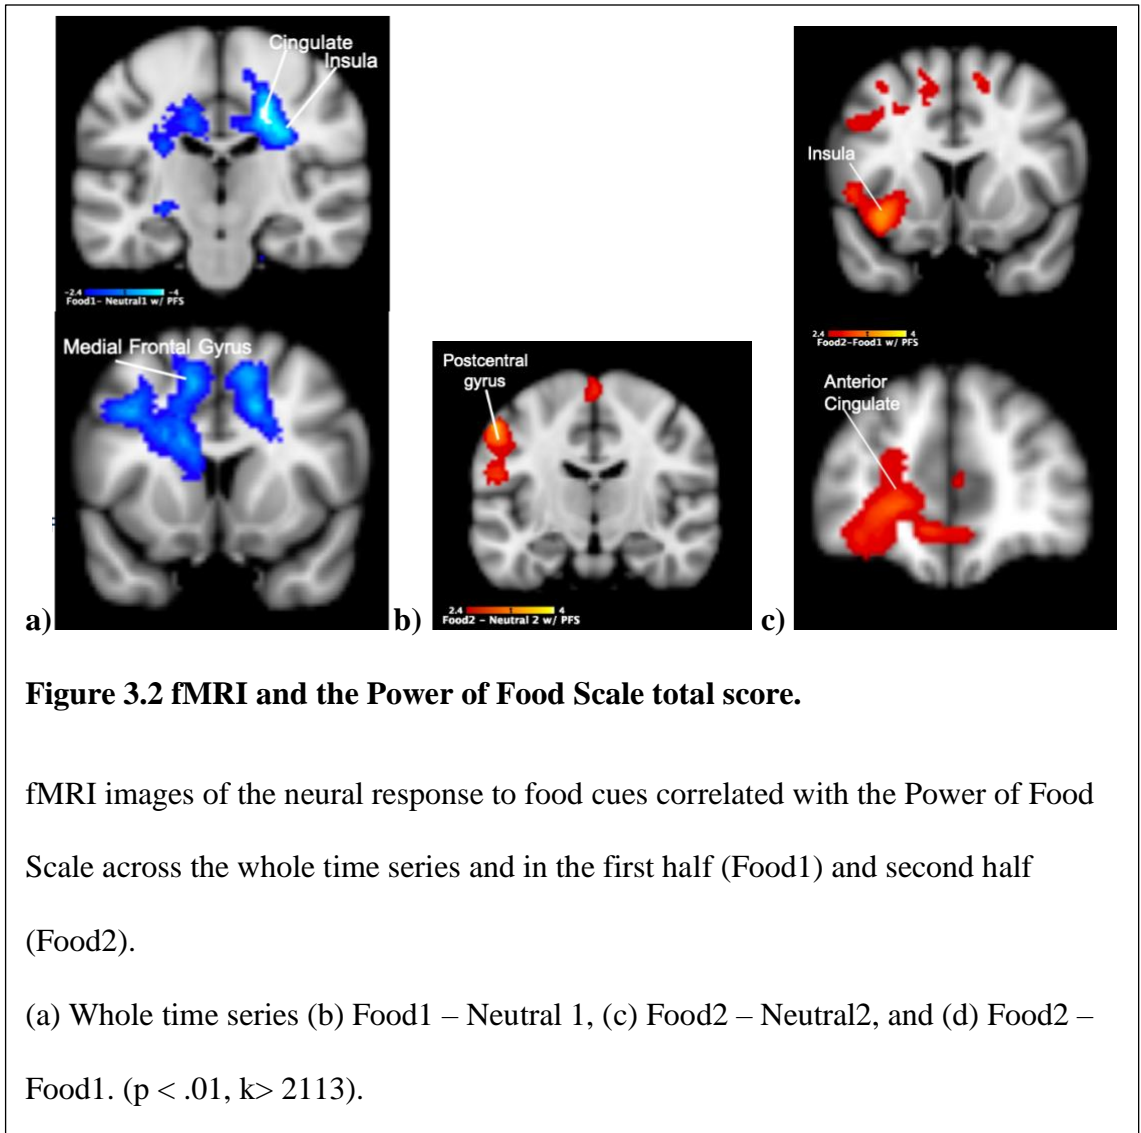 Cingulate
Insula
-2.4 -4
Food1- Neutral1 w/ PFS
Medial Frontal Gyrus
a)
Postcentral
gyrus
2.4 1 4
Food2 - Neutral 2 w/ PFS
b)
Insula
2.4 1 4
Food2-Food1 w/ PFS
Anterior
Cingulate
c)
Figure 3.2 fMRI and the Power of Food Scale total score.
fMRI images of the neural response to food cues correlated with the Power of Food
Scale across the whole time series and in the first half (Food1) and second half
(Food2).
(a) Whole time series (b) Food1 – Neutral 1, (c) Food2 – Neutral2, and (d) Food2 –
Food1. (p < .01, k> 2113).